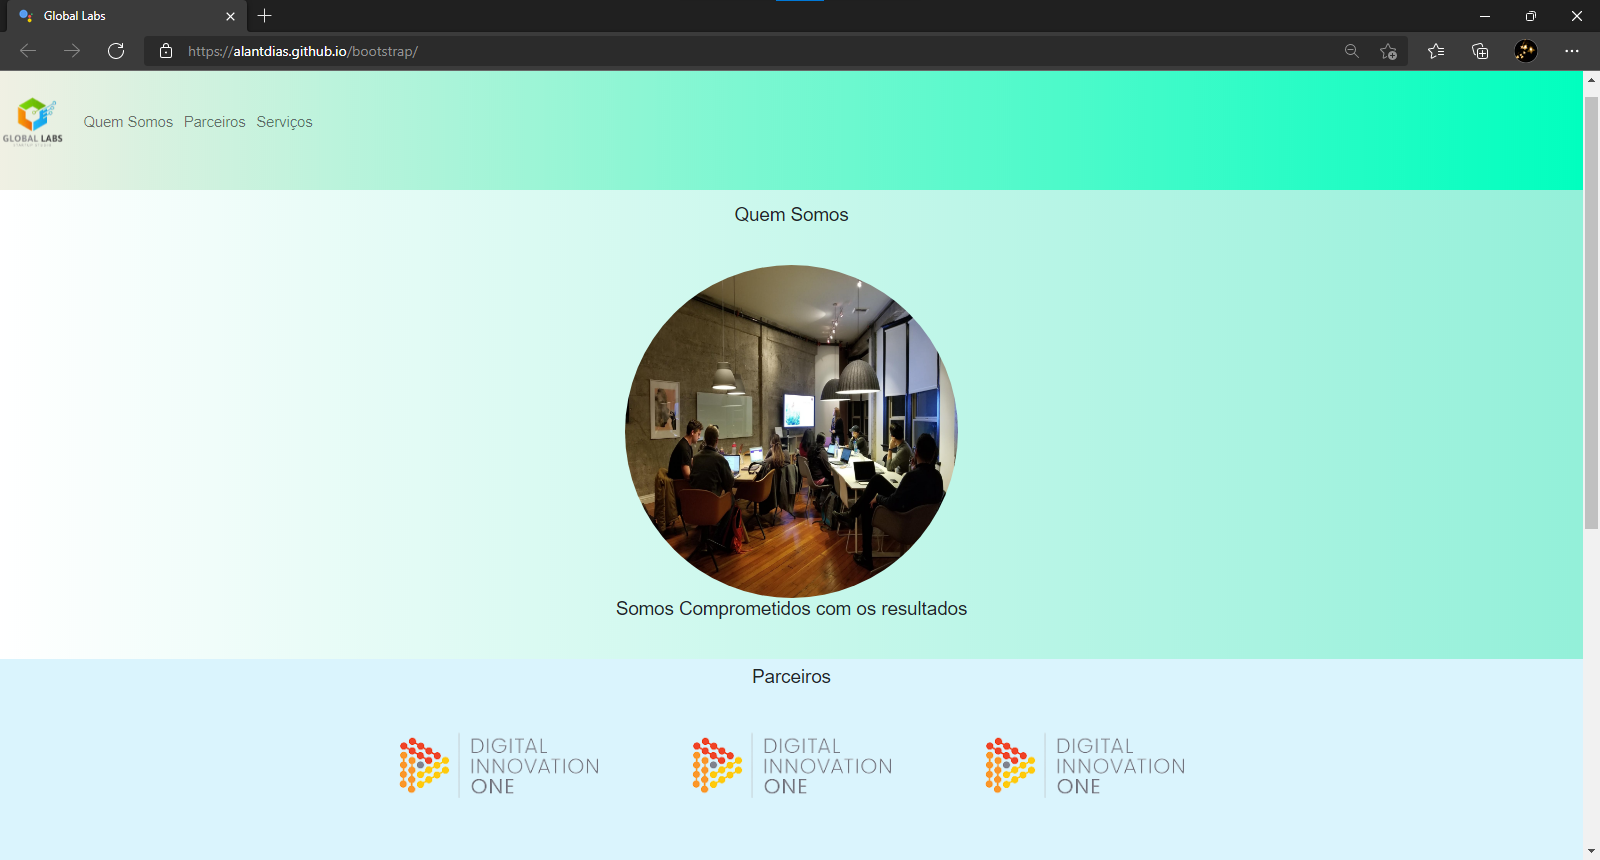 Global Labs
https://alantdias.github.io/bootstrap/
GLOBAL LABS
Quem Somos Parceiros Serviços
Quem Somos
Somos Comprometidos com os resultados
Parceiros
DIGITAL
INNOVATION
ONE
DIGITAL
INNOVATION
ONE
DIGITAL
INNOVATION
ONE